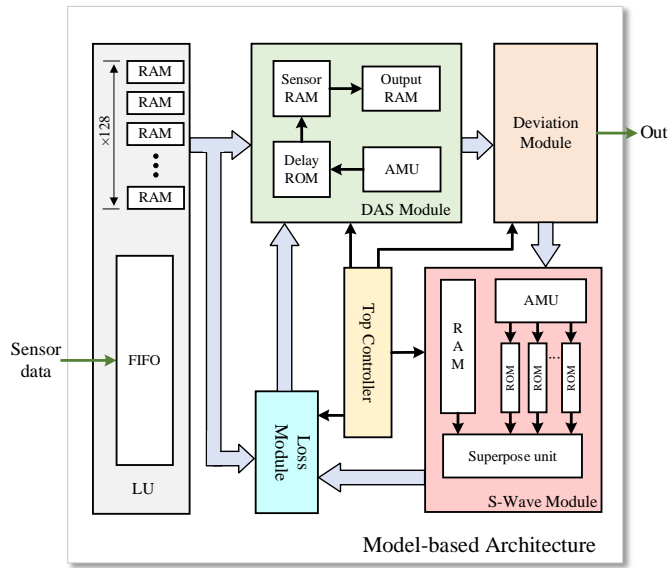 RAM
RAM
RAM
RAM
×128
FIFO
LU
Sensor
data
Sensor
RAM
Output
RAM
Delay
ROM
AMU
DAS Module
Deviation
Module
Out
Top Controller
Loss
Module
RAM
AMU
ROM
ROM
...
ROM
Superpose unit
S-Wave Module
Model-based Architecture